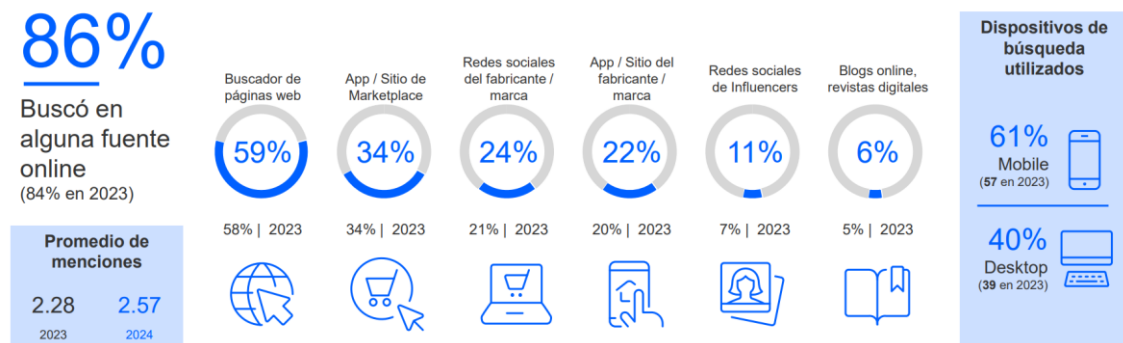 86%
Buscó en
alguna fuente
online
(84% en 2023)
Promedio de
menciones
2.28
2023
2.57
2024
Buscador de
páginas web
59%
58% | 2023
App / Sitio de
Marketplace
34%
34% | 2023
Redes sociales
del fabricante /
marca
24%
21% | 2023
App / Sitio del
fabricante /
marca
22%
20% | 2023
Redes sociales
de Influencers
11%
7% | 2023
Blogs online,
revistas digitales
6%
5% | 2023
Dispositivos de
búsqueda
utilizados
61%
Mobile
(57 en 2023)
40%
Desktop
(39 en 2023)